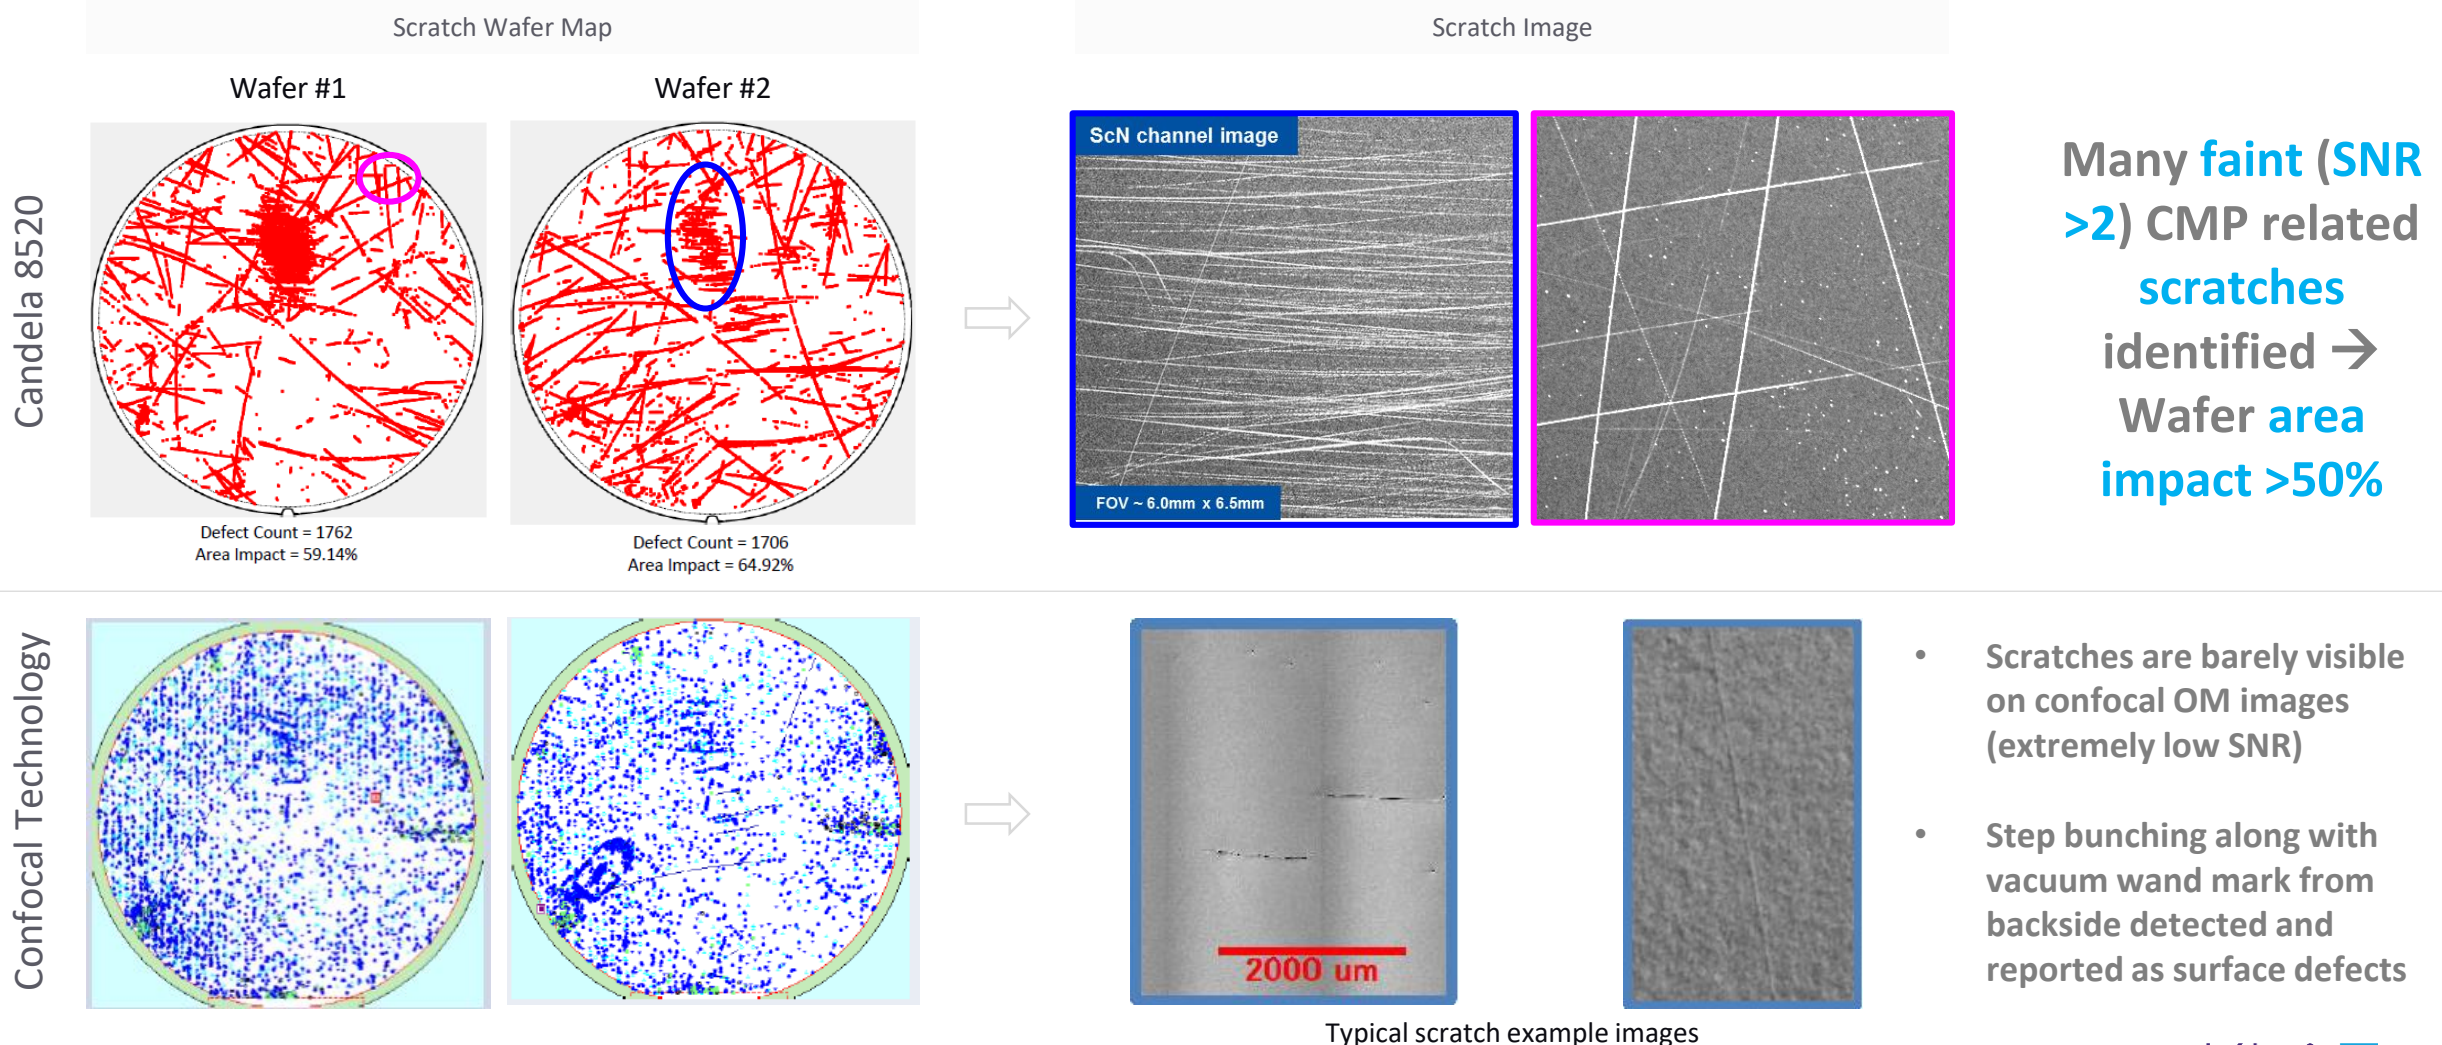 Scratch Wafer Map
Scratch Image
Wafer #1
Wafer #2
Candela 8520
ScN channel image
FOV ~ 6.0mm x 6.5mm
Defect Count = 1762
Area Impact = 59.14%
Defect Count = 1706
Area Impact = 64.92%
Many faint (SNR
>2) CMP related
scratches
identified →
Wafer area
impact >50%
Confocal Technology
2000 um
Typical scratch example images
• Scratches are barely visible
on confocal OM images
(extremely low SNR)
• Step bunching along with
vacuum wand mark from
backside detected and
reported as surface defects